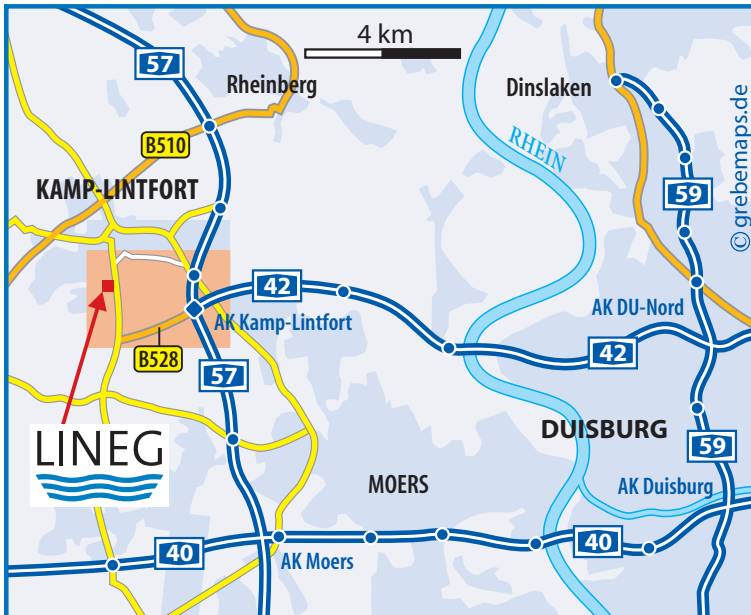 4 km
57
Rheinberg
Dinslaken
© grebemaps.de
B510
RHEIN
KAMP-LINTFORT
59
42
AK Kamp-Lintfort
AK DU-Nord
B528
42
57
LINEG
DUISBURG
59
MOERS
AK Duisburg
40
AK Moers
40